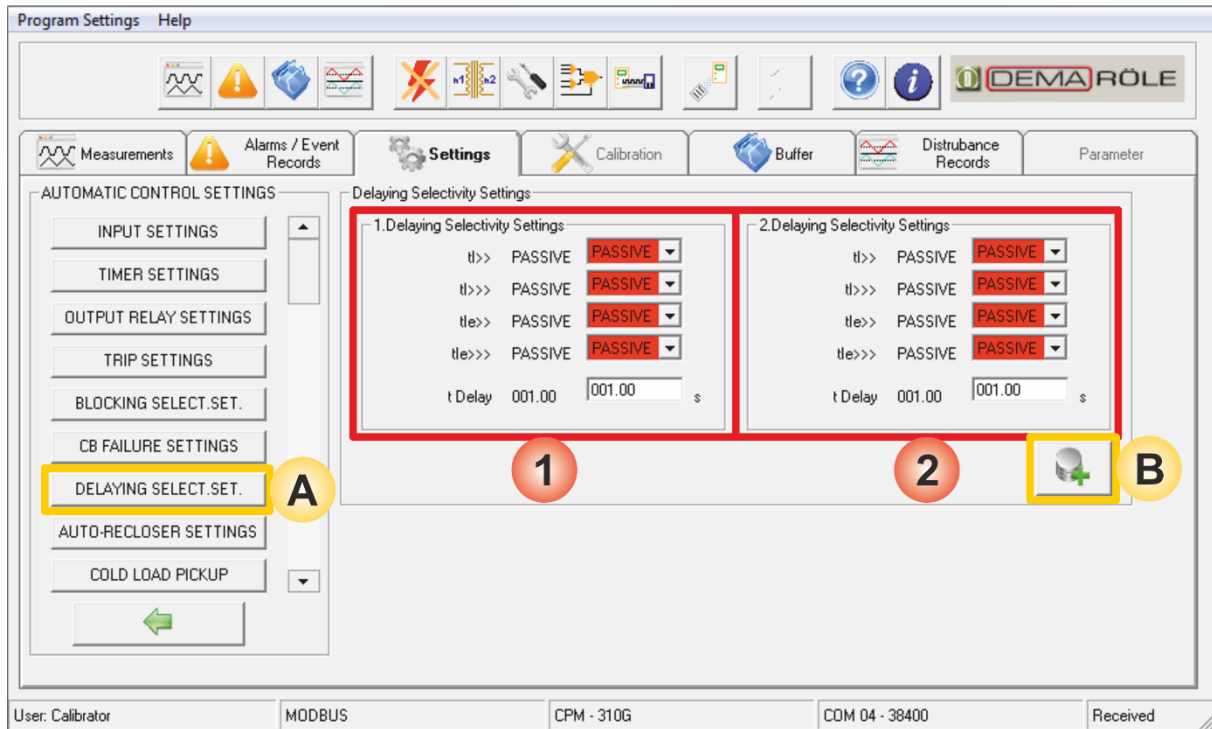 Program Settings Help
h1 h2
DEMA RÖLE
Measurements
Alarms / Event Records
Settings
Calibration
Buffer
Distrubance Records
Parameter
AUTOMATIC CONTROL SETTINGS
INPUT SETTINGS
TIMER SETTINGS
OUTPUT RELAY SETTINGS
TRIP SETTINGS
BLOCKING SELECT.SET.
CB FAILURE SETTINGS
DELAYING SELECT.SET.
A
AUTO-RECLOSER SETTINGS
COLD LOAD PICKUP
Delaying Selectivity Settings
1.Delaying Selectivity Settings
tI>> PASSIVE PASSIVE
tI>>> PASSIVE PASSIVE
tIe>> PASSIVE PASSIVE
tIe>>> PASSIVE PASSIVE
t Delay 001.00 001.00 s
1
2.Delaying Selectivity Settings
tI>> PASSIVE PASSIVE
tI>>> PASSIVE PASSIVE
tIe>> PASSIVE PASSIVE
tIe>>> PASSIVE PASSIVE
t Delay 001.00 001.00 s
2
B
User: Calibrator MODBUS CPM - 310G COM 04 - 38400 Received